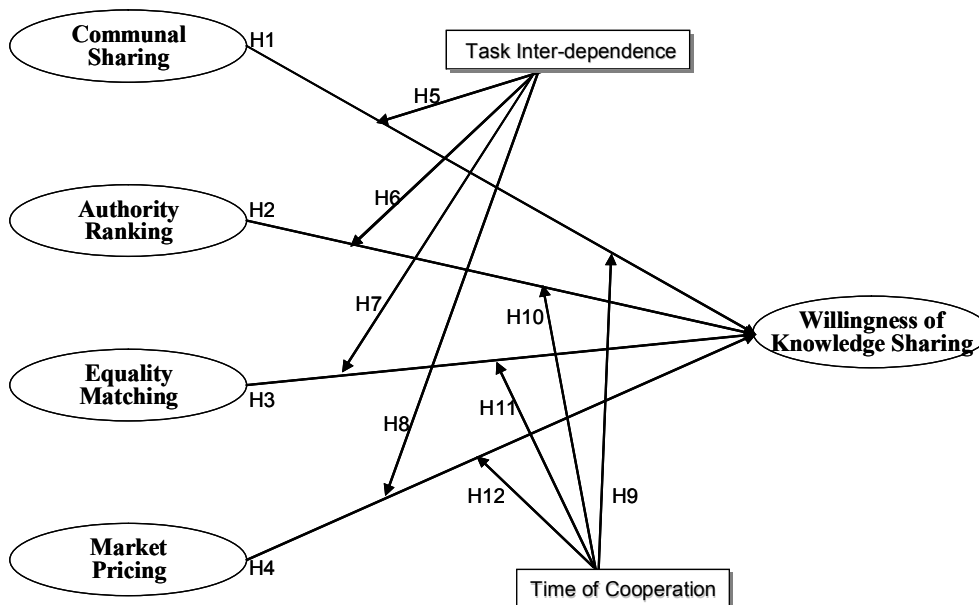 Communal
Sharing
H1
Task Inter-dependence
H5
Authority
Ranking
H2
H6
H7
H10
Willingness of
Knowledge Sharing
Equality
Matching
H3
H11
H8
H12
H9
Market
Pricing
H4
Time of Cooperation